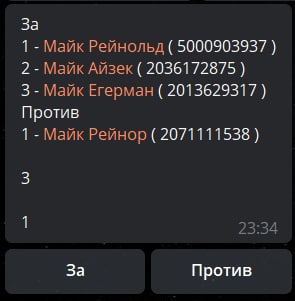 За
1 - Майк Рейнольд ( 5000903937 )
2 - Майк Айзек ( 2036172875 )
3 - Майк Егерман ( 2013629317 )
Против
1 - Майк Рейнор ( 2071111538 )
3
1
23:34
За
Против